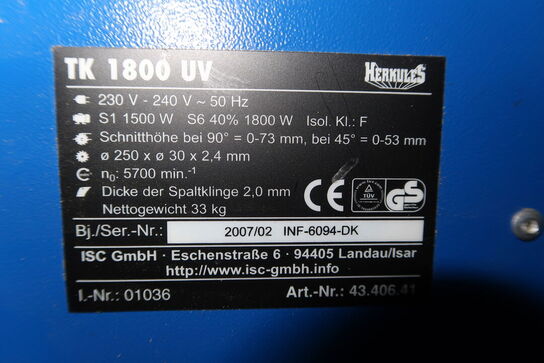 TK 1800 UV
HERKULES
230 V - 240 V ~ 50 Hz
S1 1500 W S6 40% 1800 W Isol. Kl.: F
Schnitthöhe bei 90° = 0-73 mm, bei 45° = 0-53 mm
ø 250 x ø 30 x 2,4 mm
n₀: 5700 min.⁻¹
Dicke der Spaltklinge 2,0 mm
Nettogewicht 33 kg
CE
TÜV
GS
Bj./Ser.-Nr.: 2007/02 INF-6094-DK
ISC GmbH · Eschenstraße 6 · 94405 Landau/Isar
http://www.isc-gmbh.info
I.-Nr.: 01036 Art.-Nr.: 43.406.41